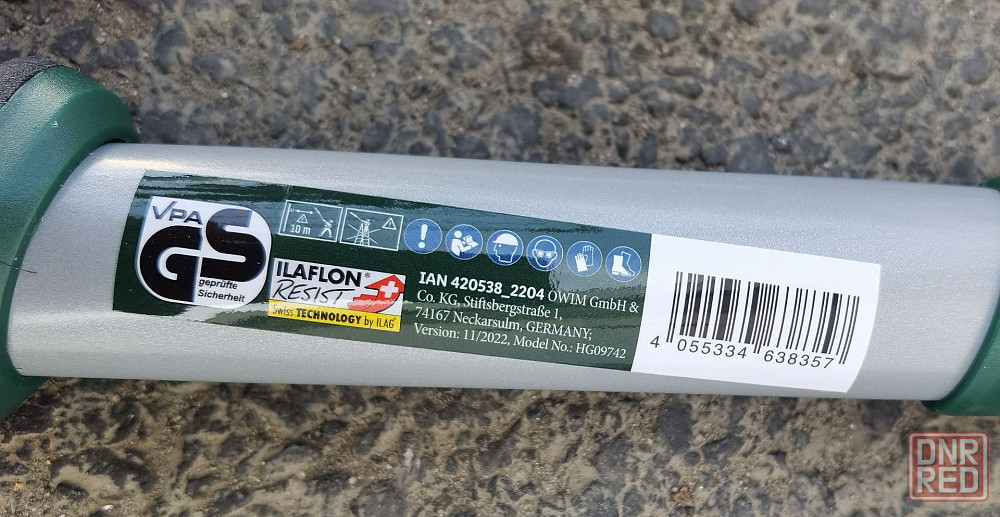 VPA
GS
geprüfte
Sicherheit
10 m
ILAFLON®
RESIST
Swiss TECHNOLOGY by ILAG®
IAN 420538_2204 OWIM GmbH &
Co. KG, Stiftsbergstraße 1,
74167 Neckarsulm, GERMANY;
Version: 11/2022, Model No.: HG09742
4 055334 638357
DNR
RED